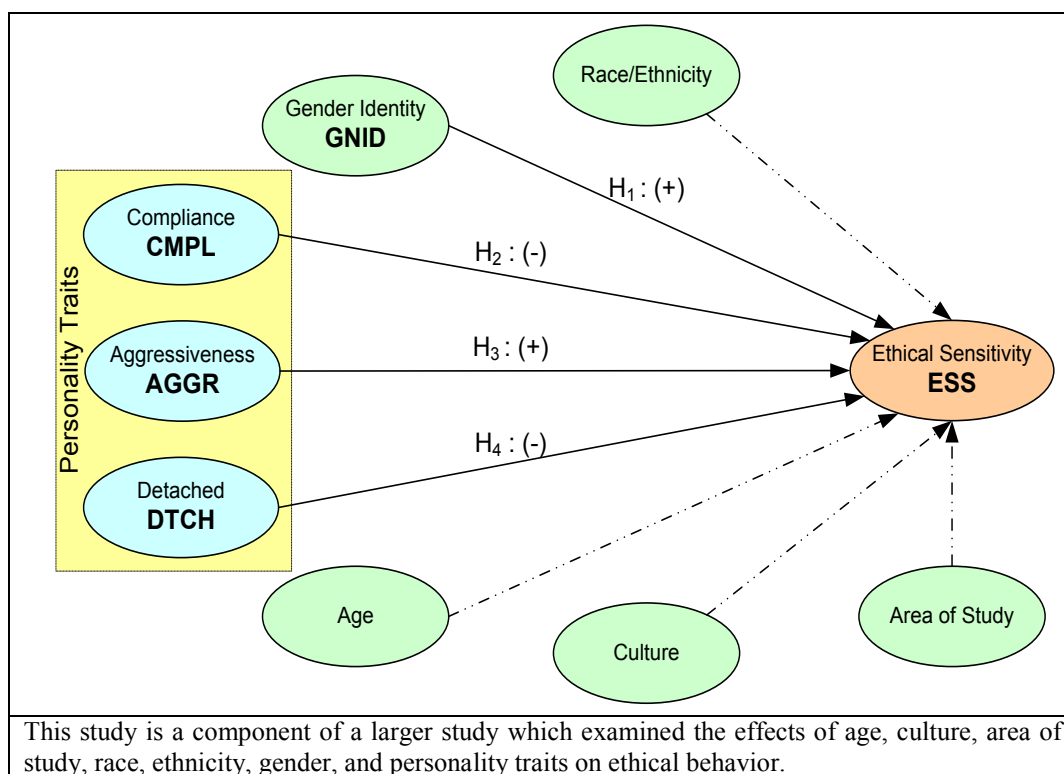 Race/Ethnicity
Gender Identity
GNID
H1 : (+)
Compliance
CMPL
H2 : (-)
Personality Traits
Aggressiveness
AGGR
H3 : (+)
Ethical Sensitivity
ESS
H4 : (-)
Detached
DTCH
Age
Culture
Area of Study
This study is a component of a larger study which examined the effects of age, culture, area of
study, race, ethnicity, gender, and personality traits on ethical behavior.